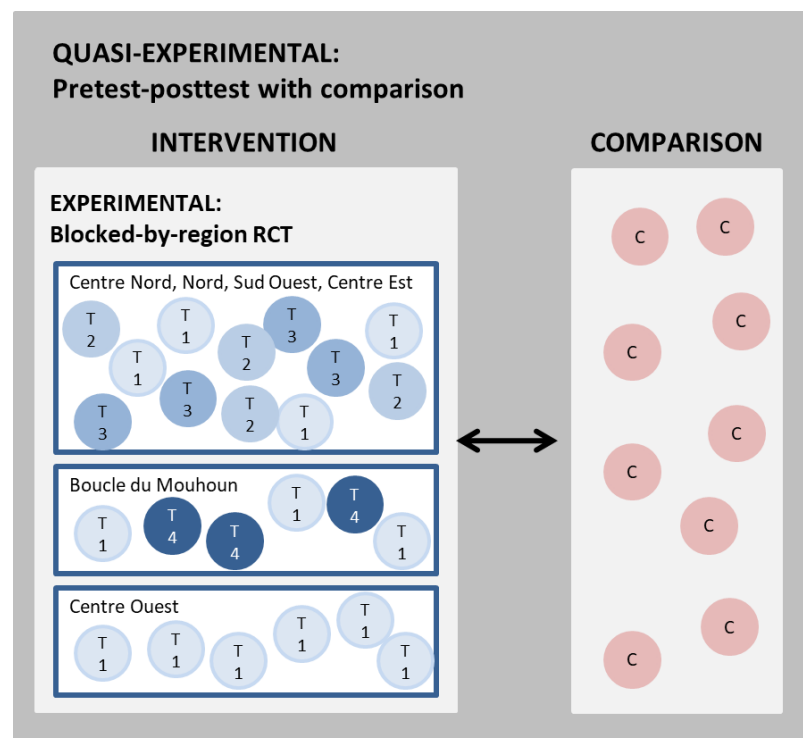 QUASI-EXPERIMENTAL:
Pretest-posttest with comparison
INTERVENTION
EXPERIMENTAL:
Blocked-by-region RCT
Centre Nord, Nord, Sud Ouest, Centre Est
T
2
T
1
T
1
T
2
T
3
T
3
T
1
T
2
T
3
T
3
T
2
T
1
Boucle du Mouhoun
T
1
T
4
T
4
T
1
T
4
T
1
Centre Ouest
T
1
T
1
T
1
T
1
T
1
T
1
COMPARISON
C
C
C
C
C
C
C
C
C